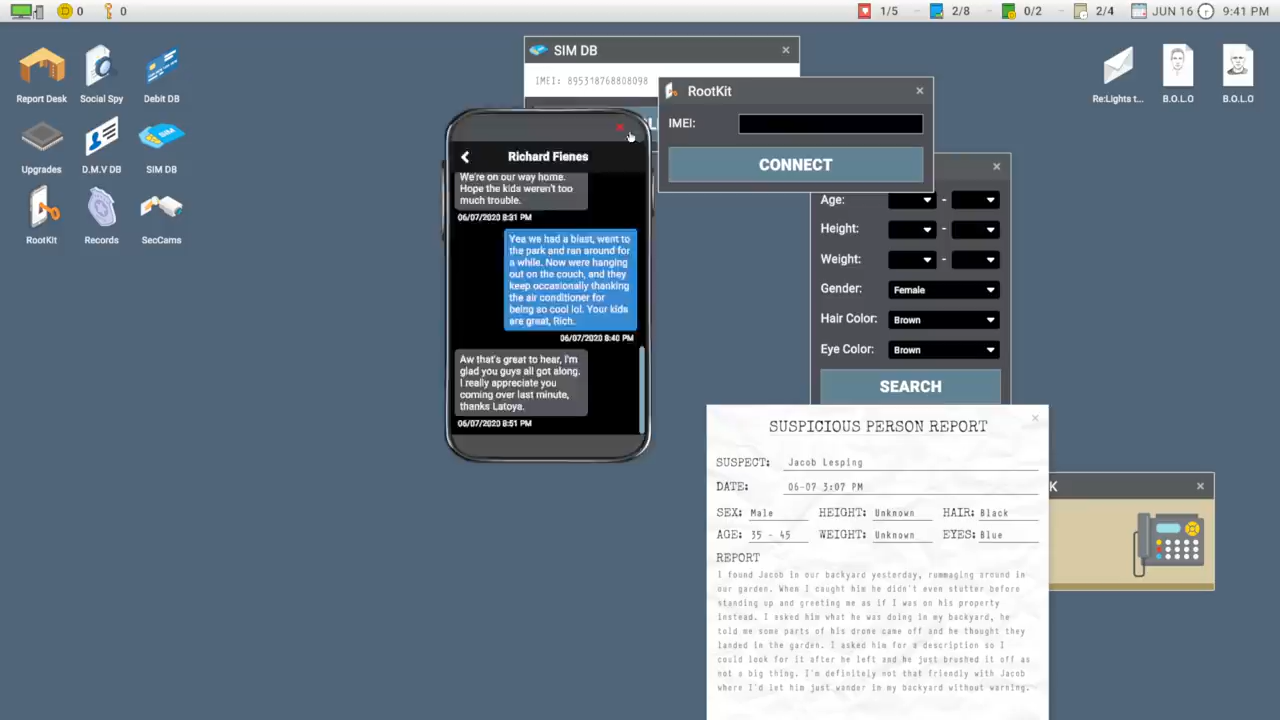 0
0
1/5
2/8
0/2
2/4
JUN 16
9:41 PM
Report Desk
Social Spy
Debit DB
Upgrades
D.M.V DB
SIM DB
RootKit
Records
SecCams
Re:Lights t...
B.O.L.O
B.O.L.O
SIM DB
IMEI: 895318768808098
RootKit
IMEI:
CONNECT
Richard Fienes
We're on our way home.
Hope the kids weren't too
much trouble.
06/07/2020 8:31 PM
Yea we had a blast, went to
the park and ran around for
a while. Now were hanging
out on the couch, and they
keep occasionally thanking
the air conditioner for
being so cool lol. Your kids
are great, Rich.
06/07/2020 8:40 PM
Aw that's great to hear, I'm
glad you guys all got along.
I really appreciate you
coming over last minute,
thanks Latoya.
06/07/2020 8:51 PM
Age: -
Height: -
Weight: -
Gender: Female
Hair Color: Brown
Eye Color: Brown
SEARCH
SUSPICIOUS PERSON REPORT
SUSPECT: Jacob Lesping
DATE: 06-07 3:07 PM
SEX: Male HEIGHT: Unknown HAIR: Black
AGE: 35 - 45 WEIGHT: Unknown EYES: Blue
REPORT
I found Jacob in our backyard yesterday, rummaging around in
our garden. When I caught him he didn't even stutter before
standing up and greeting me as if I was on his property
instead. I asked him what he was doing in my backyard, he
told me some parts of his drone came off and he thought they
landed in the garden. I asked him for a description so I
could look for it after he left and he just brushed it off as
not a big thing. I'm definitely not that friendly with Jacob
where I'd let him just wander in my backyard without warning.
K